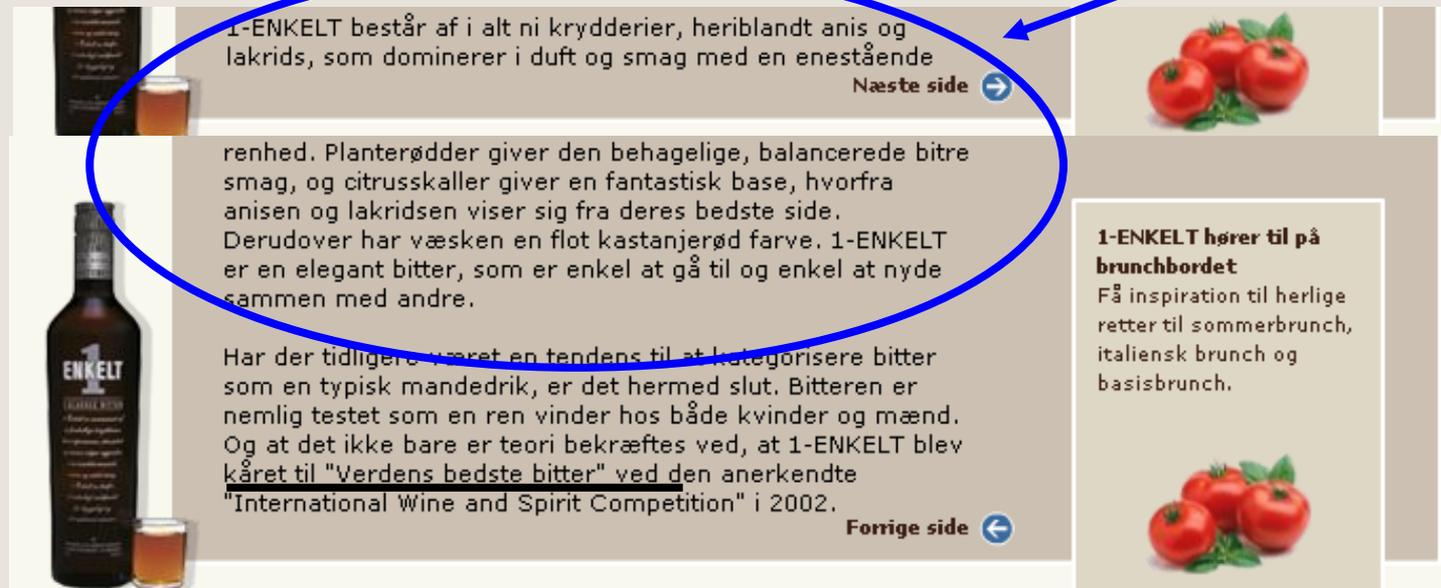 1-ENKELT består af i alt ni krydderier, heriblandt anis og
lakrids, som dominerer i duft og smag med en enestående
Næste side
renhed. Planterødder giver den behagelige, balancerede bitre
smag, og citrusskaller giver en fantastisk base, hvorfra
anisen og lakridsen viser sig fra deres bedste side.
Derudover har væsken en flot kastanjerød farve. 1-ENKELT
er en elegant bitter, som er enkel at gå til og enkel at nyde
sammen med andre.
Har der tidligere været en tendens til at kategorisere bitter
som en typisk mandedrik, er det hermed slut. Bitteren er
nemlig testet som en ren vinder hos både kvinder og mænd.
Og at det ikke bare er teori bekræftes ved, at 1-ENKELT blev
kåret til "Verdens bedste bitter" ved den anerkendte
"International Wine and Spirit Competition" i 2002.
Forrige side
1-ENKELT hører til på
brunchbordet
Få inspiration til herlige
retter til sommerbrunch,
italiensk brunch og
basisbrunch.
1
ENKELT